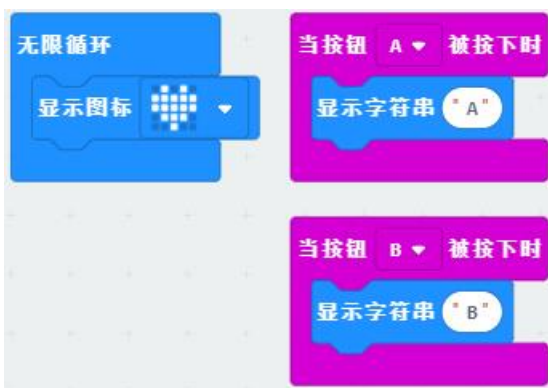 无限循环
显示图标
当按钮 A 被按下时
显示字符串 "A"
当按钮 B 被按下时
显示字符串 "B"